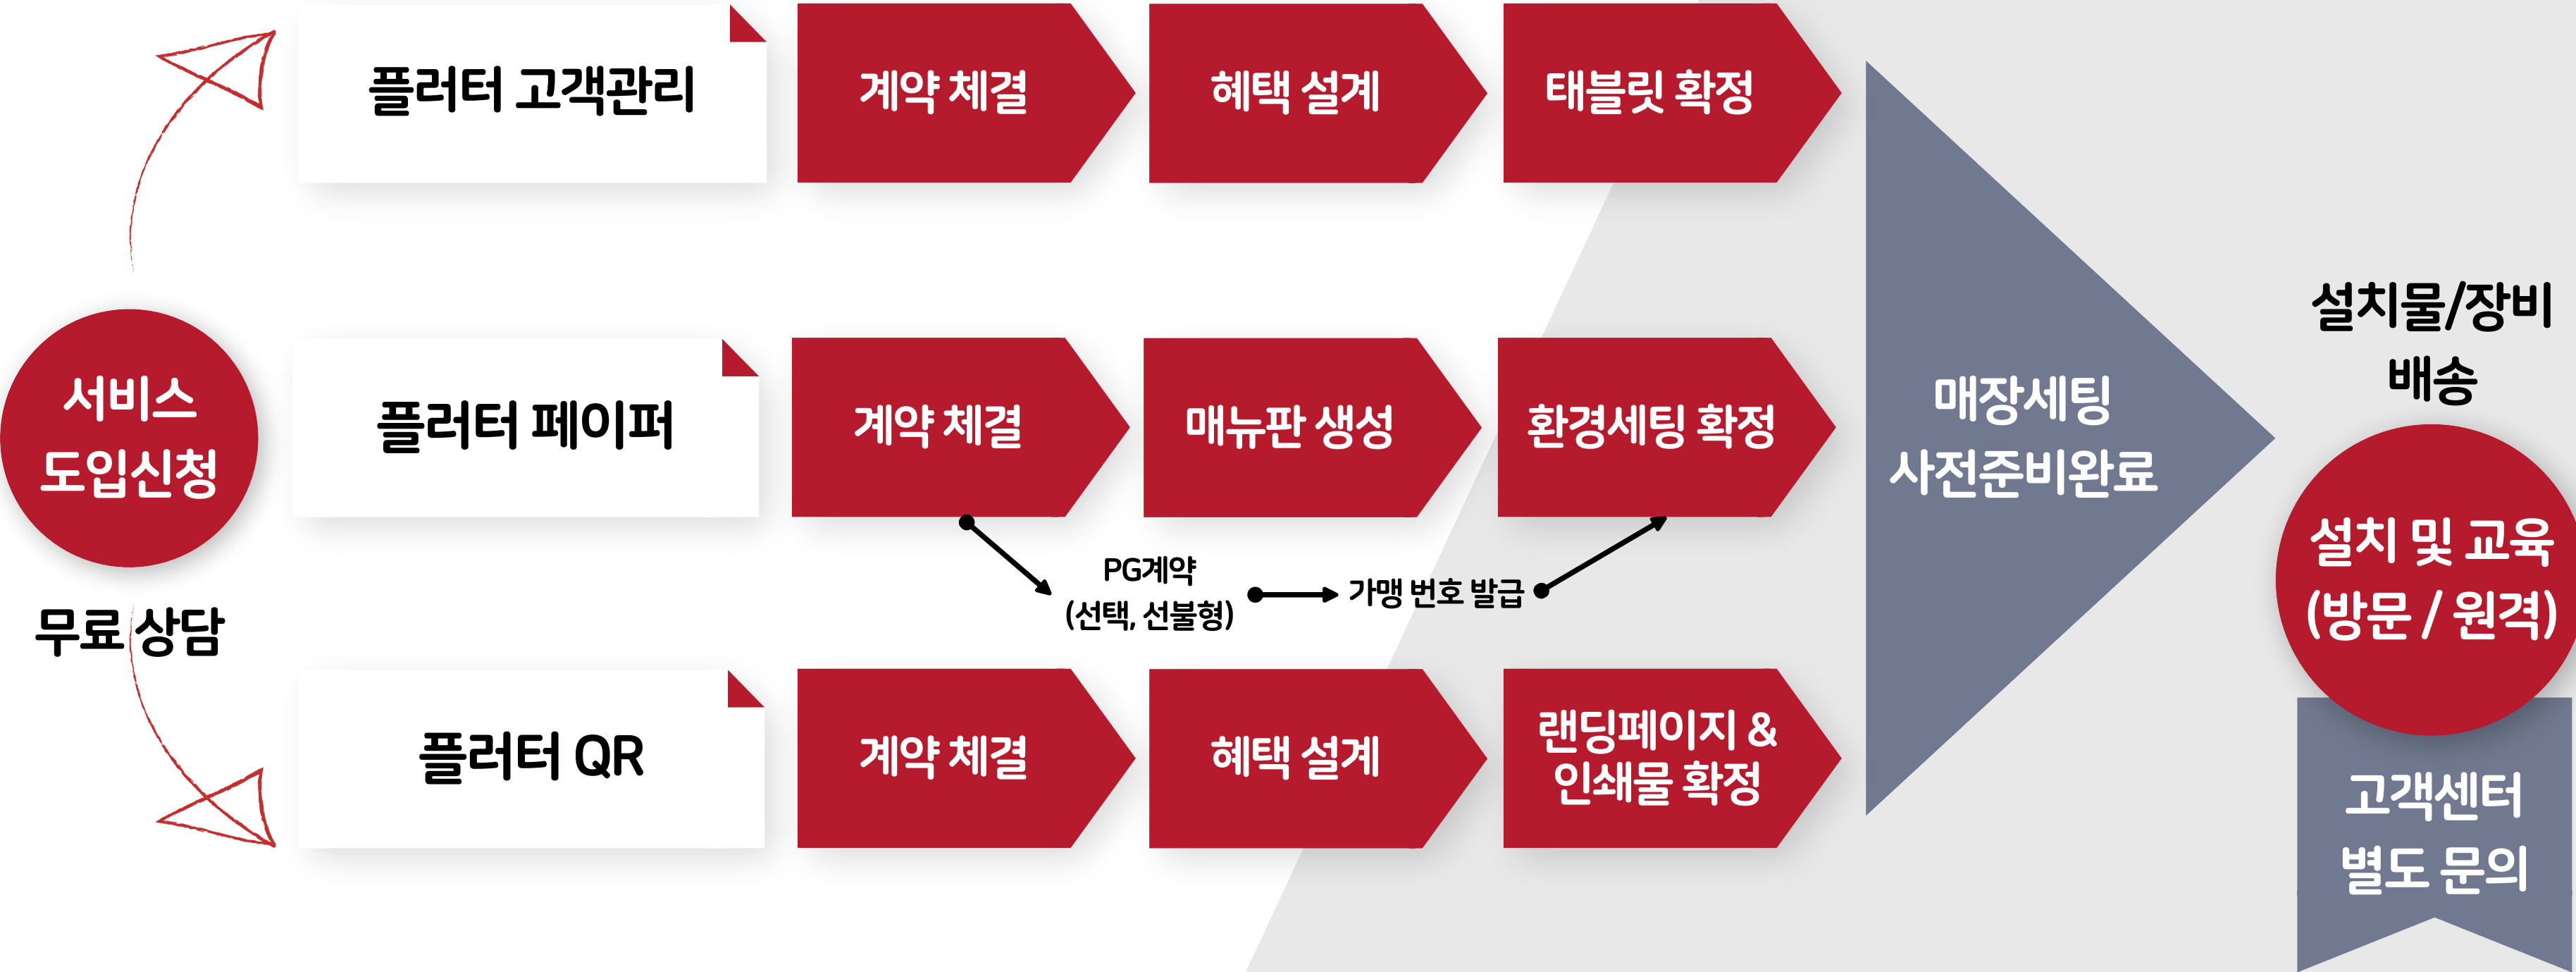 플러터 고객관리
계약 체결
혜택 설계
태블릿 확정
서비스
도입신청
무료 상담
플러터 페이퍼
계약 체결
매뉴판 생성
환경세팅 확정
PG계약
(선택, 선불형)
가맹 번호 발급
플러터 QR
계약 체결
혜택 설계
랜딩페이지 &
인쇄물 확정
매장세팅
사전준비완료
설치물/장비
배송
설치 및 교육
(방문 / 원격)
고객센터
별도 문의